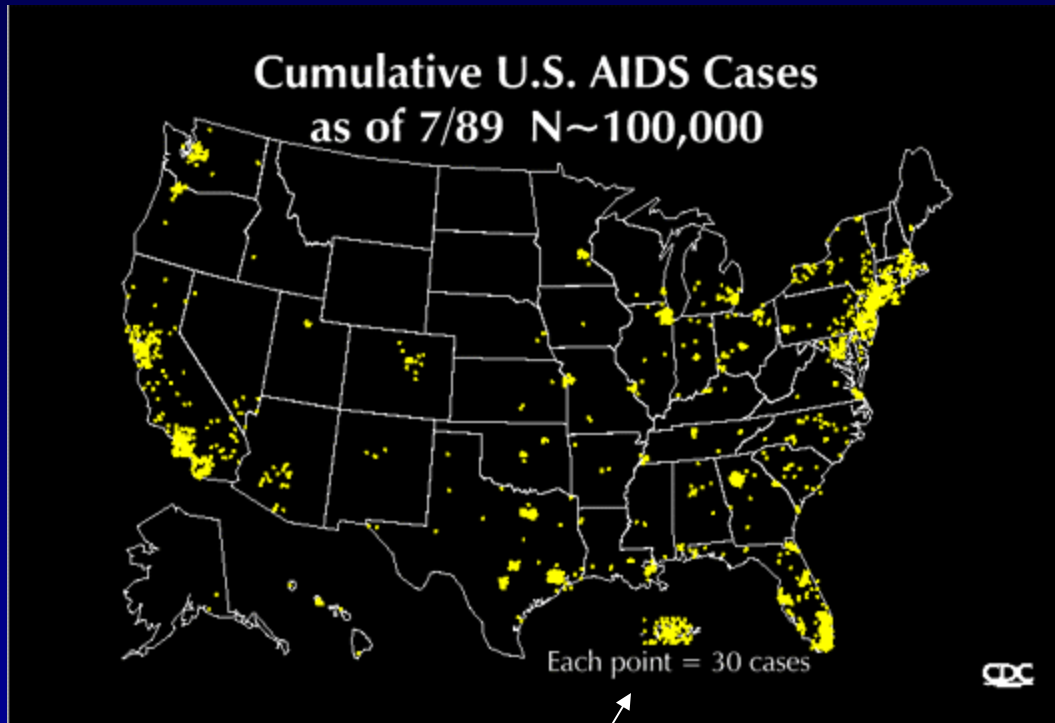 Cumulative U.S. AIDS Cases
as of 7/89 N~100,000
Each point = 30 cases
CDC